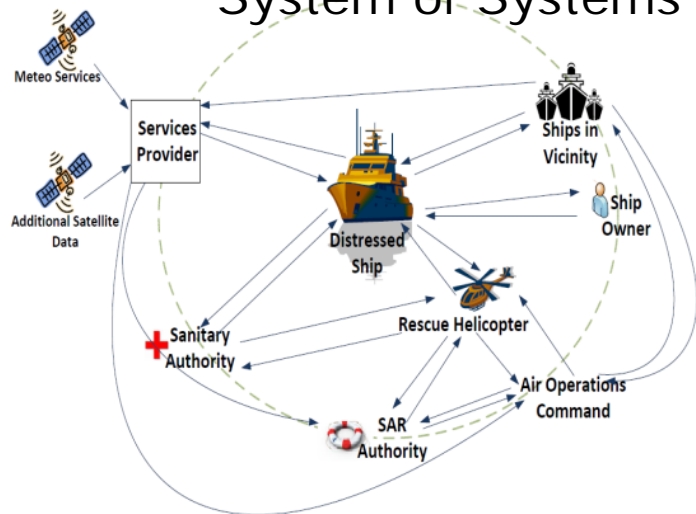 System of Systems
Meteo Services
Services
Provider
Ships in
Vicinity
Additional Satellite
Data
Ship
Owner
Distressed
Ship
Rescue Helicopter
Sanitary
Authority
Air Operations
Command
SAR
Authority